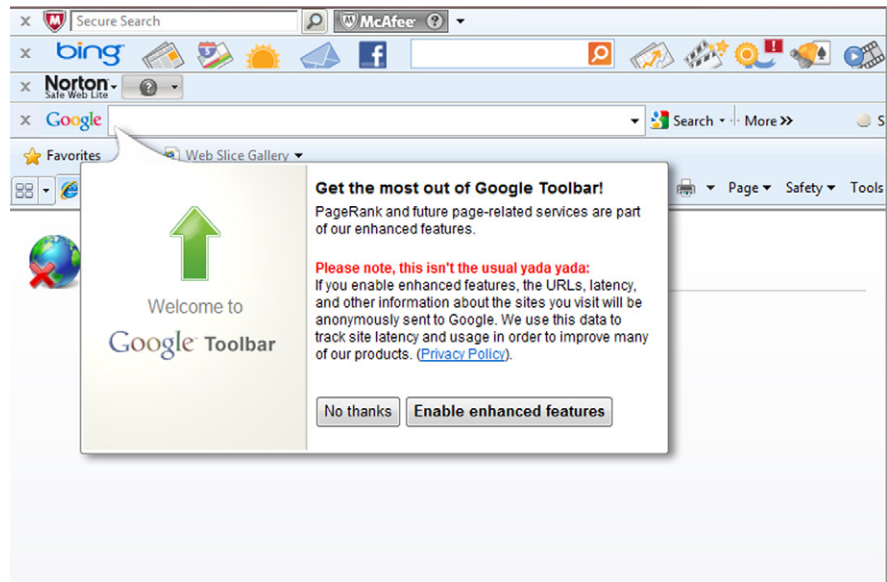 x Secure Search McAfee ?
x bing f
x Norton ?
Safe Web Lite
x Google Search More »
Favorites Web Slice Gallery
Page Safety Tools
Get the most out of Google Toolbar!
PageRank and future page-related services are part
of our enhanced features.
Please note, this isn't the usual yada yada:
If you enable enhanced features, the URLs, latency,
and other information about the sites you visit will be
anonymously sent to Google. We use this data to
track site latency and usage in order to improve many
of our products. (Privacy Policy).
Welcome to
Google Toolbar
No thanks Enable enhanced features